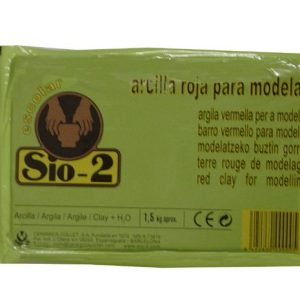 escolar
Sio-2
arcilla roja para modela
argila vermella per a model
barro vermello para model
modelatzeko buztin gorri
terre rouge de modelag
red clay for modellin
Arcilla / Argila / Argile / Clay + H₂O
1,5 kg aprox.
CE